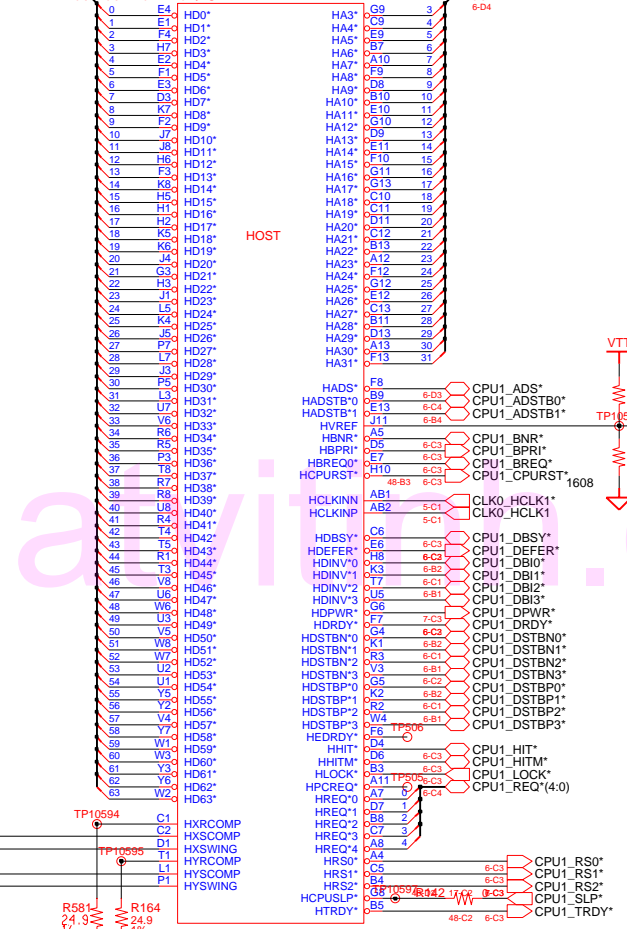 0 E4 HD0*
1 E1 HD1*
2 F4 HD2*
3 H7 HD3*
4 E2 HD4*
5 F1 HD5*
6 E3 HD6*
7 D3 HD7*
8 K7 HD8*
9 F2 HD9*
10 J7 HD10*
11 J8 HD11*
12 H6 HD12*
13 F3 HD13*
14 K8 HD14*
15 H5 HD15*
16 H1 HD16*
17 H2 HD17*
18 K5 HD18*
19 K6 HD19*
20 J4 HD20*
21 G3 HD21*
22 H3 HD22*
23 J1 HD23*
24 L5 HD24*
25 K4 HD25*
26 J5 HD26*
27 P7 HD27*
28 L7 HD28*
29 J3 HD29*
30 P5 HD30*
31 L3 HD31*
32 U7 HD32*
33 V6 HD33*
34 R6 HD34*
35 R5 HD35*
36 P3 HD36*
37 T8 HD37*
38 R7 HD38*
39 R8 HD39*
40 U8 HD40*
41 R4 HD41*
42 T4 HD42*
43 T5 HD43*
44 R1 HD44*
45 T3 HD45*
46 V8 HD46*
47 U6 HD47*
48 W6 HD48*
49 U3 HD49*
50 V5 HD50*
51 W8 HD51*
52 W7 HD52*
53 U2 HD53*
54 U1 HD54*
55 Y5 HD55*
56 Y2 HD56*
57 V4 HD57*
58 Y7 HD58*
59 W1 HD59*
60 W3 HD60*
61 Y3 HD61*
62 Y6 HD62*
63 W2 HD63*
TP10594
C1 HXRCOMP
C2 HXSCOMP
D1 HXSWING
TP10595
T1 HYRCOMP
L1 HYSCOMP
P1 HYSWING
R581 R164
24.9 24.9
HOST
6-D4
HA3* G9 3
HA4* C9 4
HA5* E9 5
HA6* B7 6
HA7* A10 7
HA8* F9 8
HA9* D8 9
HA10* B10 10
HA11* E10 11
HA12* G10 12
HA13* D9 13
HA14* E11 14
HA15* F10 15
HA16* G11 16
HA17* G13 17
HA18* C10 18
HA19* C11 19
HA20* D11 20
HA21* C12 21
HA22* B13 22
HA23* A12 23
HA24* F12 24
HA25* G12 25
HA26* E12 26
HA27* C13 27
HA28* B11 28
HA29* D13 29
HA30* A13 30
HA31* F13 31
HADS* F8 CPU1_ADS*
HADSTB*0 B9 6-D3 CPU1_ADSTB0*
HADSTB*1 E13 6-C4 CPU1_ADSTB1*
HVREF J11 6-B4
HBNR* A5 CPU1_BNR*
HBPRI* D5 6-C3 CPU1_BPRI*
HBREQ0* E7 6-C3 CPU1_BREQ*
HCPURST* H10 6-C3 CPU1_CPURST*
48-B3 6-C3 1608
HCLKINN AB1 CLK0_HCLK1*
HCLKINP AB2 5-C1 CLK0_HCLK1
5-C1
HDBSY* C6 CPU1_DBSY*
HDEFER* E6 6-C3 CPU1_DEFER*
HDINV*0 H8 CPU1_DBI0*
HDINV*1 K3 6-B2 CPU1_DBI1*
HDINV*2 T7 6-C1 CPU1_DBI2*
HDINV*3 U5 6-B1 CPU1_DBI3*
HDPWR* G6 CPU1_DPWR*
HDRDY* F7 7-C3 CPU1_DRDY*
HDSTBN*0 G4 CPU1_DSTBN0*
HDSTBN*1 K1 6-B2 CPU1_DSTBN1*
HDSTBN*2 R3 6-C1 CPU1_DSTBN2*
HDSTBN*3 V3 6-B1 CPU1_DSTBN3*
HDSTBP*0 G5 6-C2 CPU1_DSTBP0*
HDSTBP*1 K2 6-B2 CPU1_DSTBP1*
HDSTBP*2 R2 6-C1 CPU1_DSTBP2*
HDSTBP*3 W4 6-B1 CPU1_DSTBP3*
HEDRDY* F6 TP506
HHIT* D4 CPU1_HIT*
HHITM* D6 6-C3 CPU1_HITM*
HLOCK* B3 6-C3 CPU1_LOCK*
HPCREQ* A11 TP505 6-C3 CPU1_REQ*(4:0)
HREQ*0 A7 0 6-C4
HREQ*1 D7 1
HREQ*2 B8 2
HREQ*3 C7 3
HREQ*4 A8 4
HRS0* A4 CPU1_RS0*
HRS1* C5 6-C3 CPU1_RS1*
HRS2* B4 6-C3 CPU1_RS2*
HCPUSLP* G8 TP10597 R142 17-C2 0 6-C3 CPU1_SLP*
HTRDY* B5 CPU1_TRDY*
48-C2 6-C3
VTT
TP105
atvitinh.